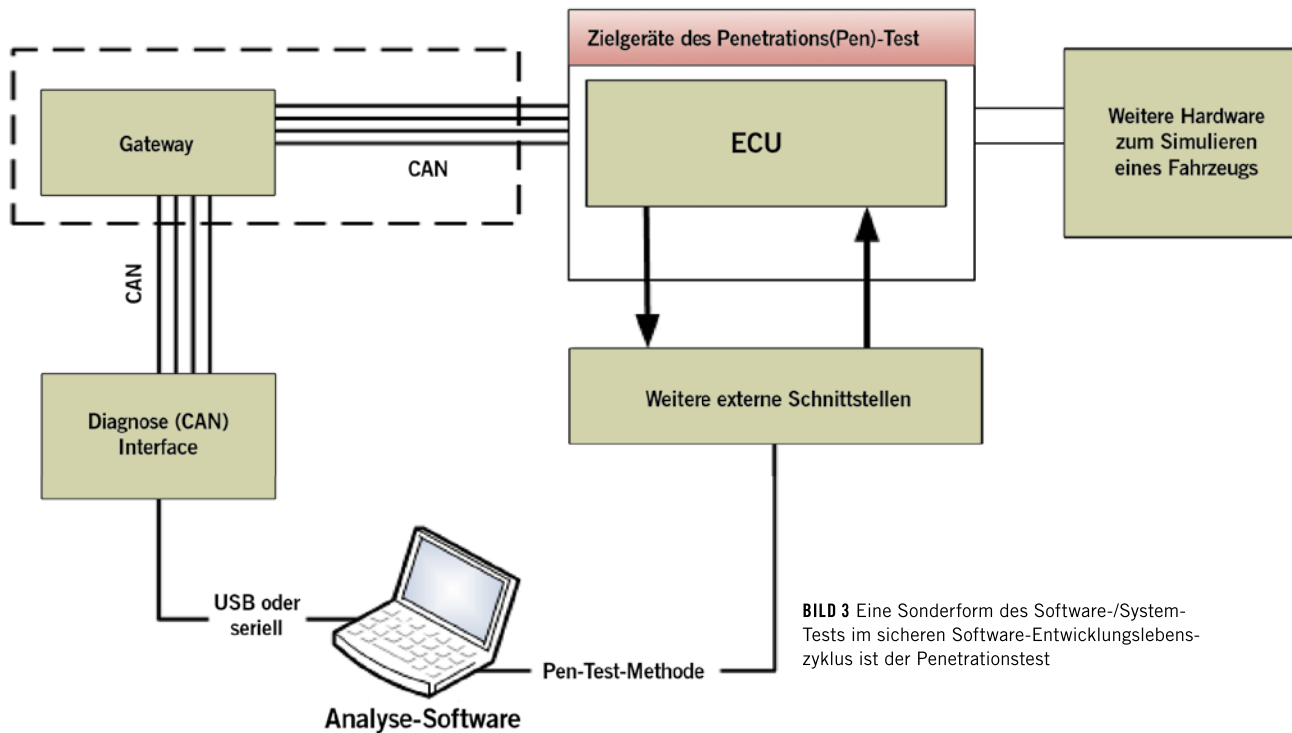 Zielgeräte des Penetrations(Pen)-Test
Gateway
CAN
ECU
Weitere Hardware
zum Simulieren
eines Fahrzeugs
CAN
Diagnose (CAN)
Interface
Weitere externe Schnittstellen
USB oder
seriell
Pen-Test-Methode
Analyse-Software
BILD 3 Eine Sonderform des Software-/System-
Tests im sicheren Software-Entwicklungslebens-
zyklus ist der Penetrationstest